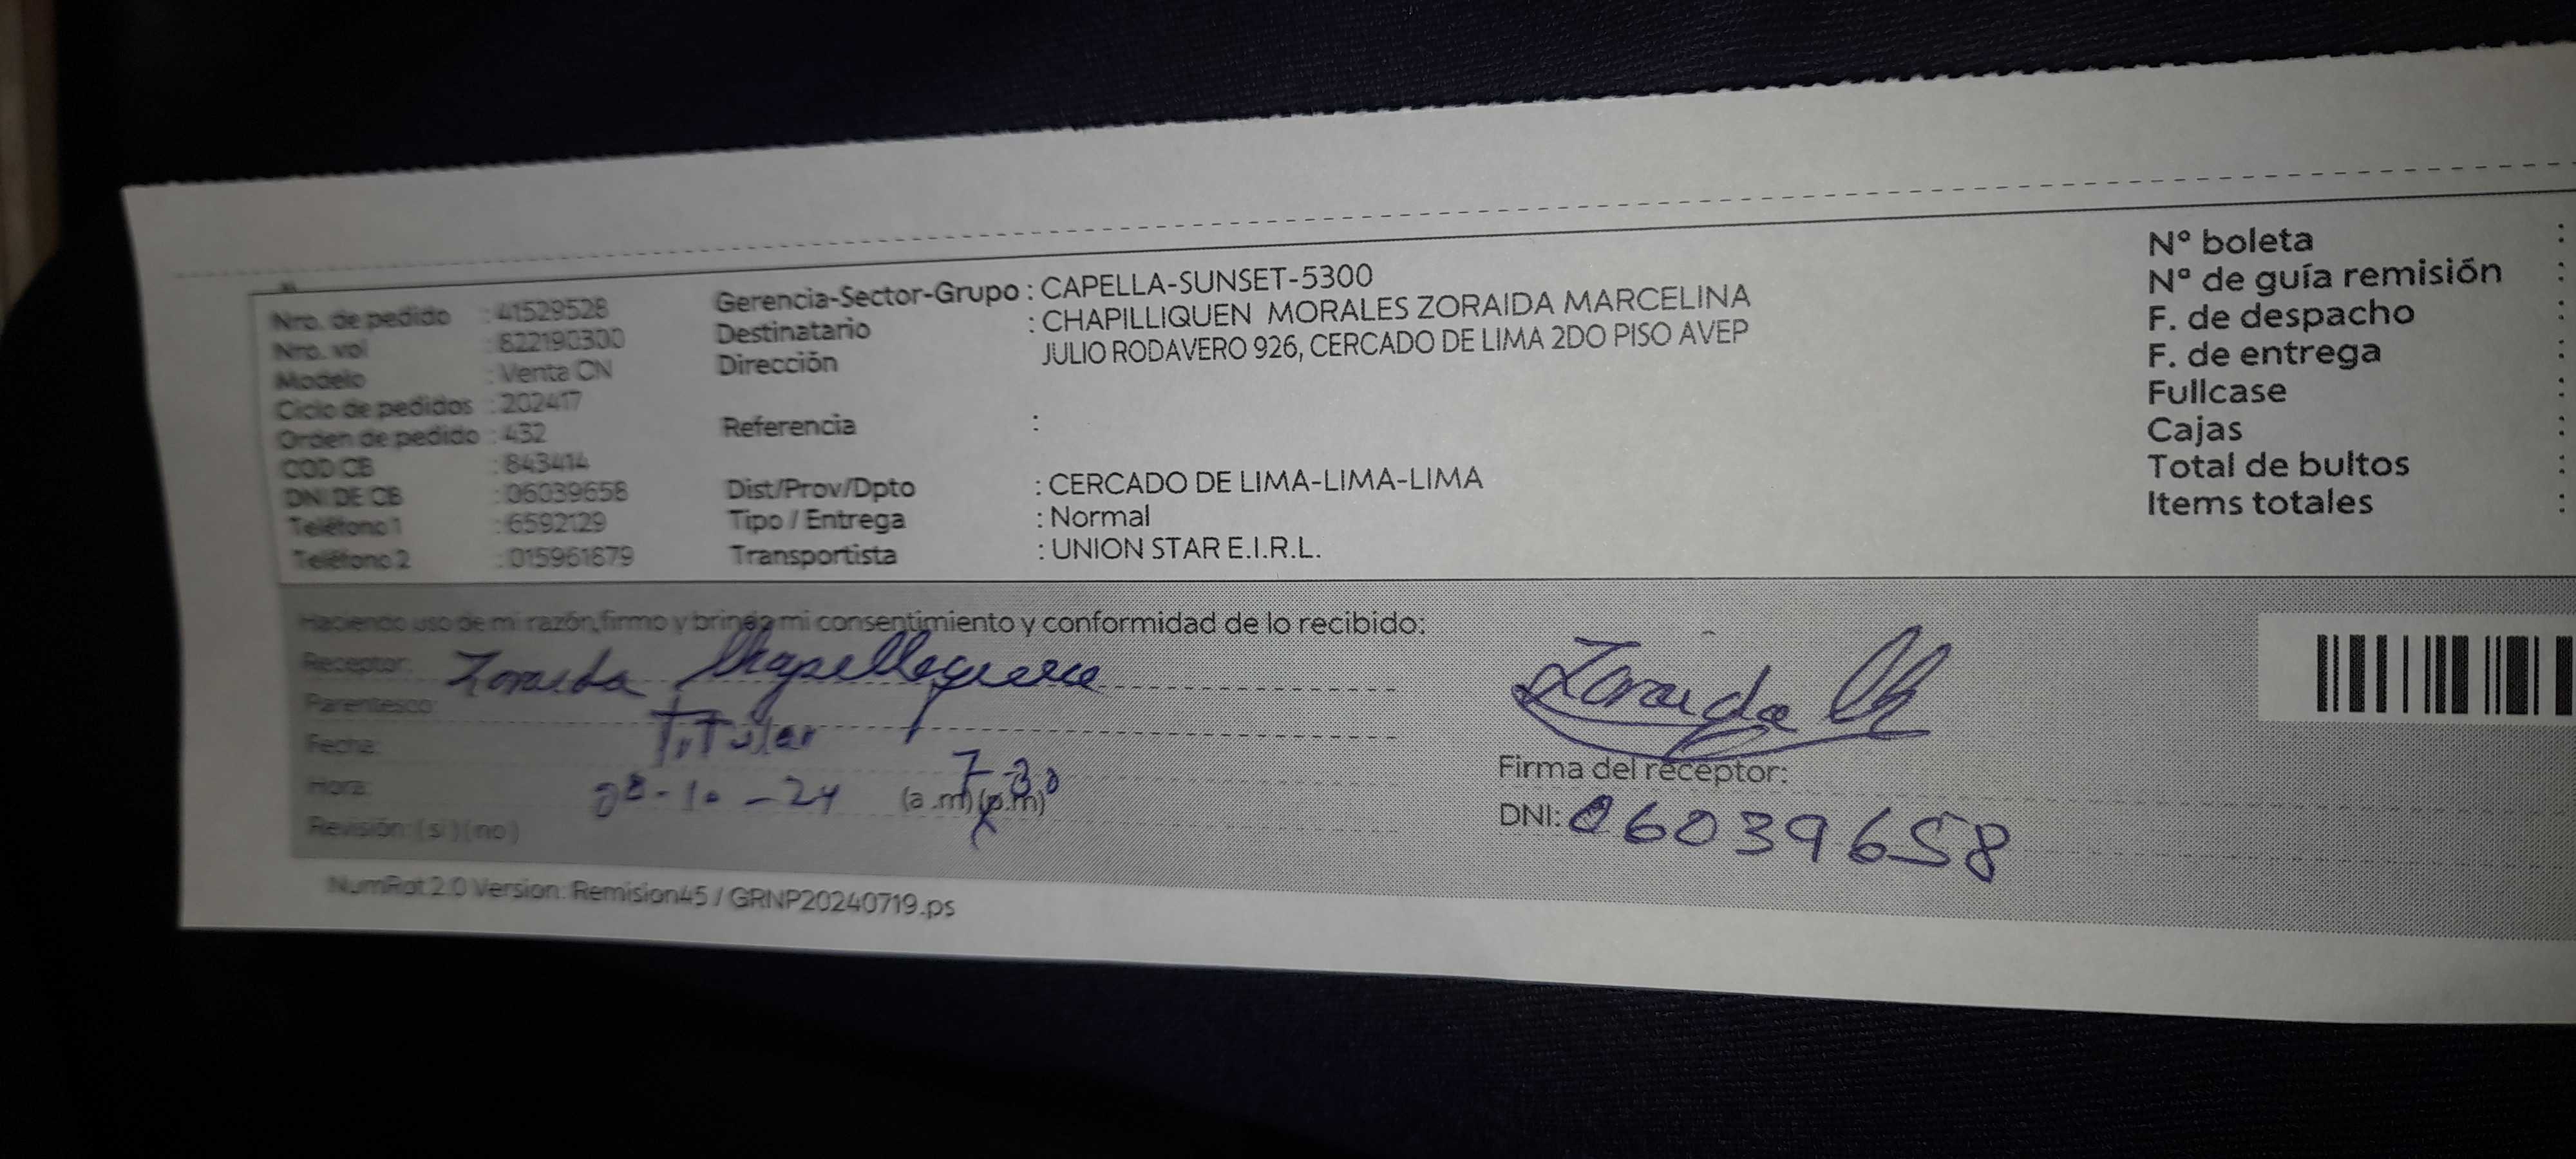 Nro. de pedido : 41529528
Nro. vol : 822190300
Modelo : Venta CN
Ciclo de pedidos : 202417
Orden de pedido : 432
COD CB : 843414
DNI DE CB : 06039658
Teléfono 1 : 6592129
Teléfono 2 : 015961879
Gerencia-Sector-Grupo : CAPELLA-SUNSET-5300
Destinatario : CHAPILLIQUEN MORALES ZORAIDA MARCELINA
Dirección JULIO RODAVERO 926, CERCADO DE LIMA 2DO PISO AVEP
Referencia :
Dist/Prov/Dpto : CERCADO DE LIMA-LIMA-LIMA
Tipo / Entrega : Normal
Transportista : UNION STAR E.I.R.L.
Nº boleta :
Nº de guía remisión :
F. de despacho :
F. de entrega :
Fullcase :
Cajas :
Total de bultos :
Items totales :
Haciendo uso de mi razón, firmo y brindo mi consentimiento y conformidad de lo recibido:
Receptor: Zoraida
Parentesco: Titular
Fecha: 08-10-24
Hora: 7-30 (a.m) (p.m)
Revisión: (si) (no)
Zoraida Ch
Firma del receptor:
DNI: 06039658
NumRot 2.0 Version: Remision45 / GRNP20240719.ps